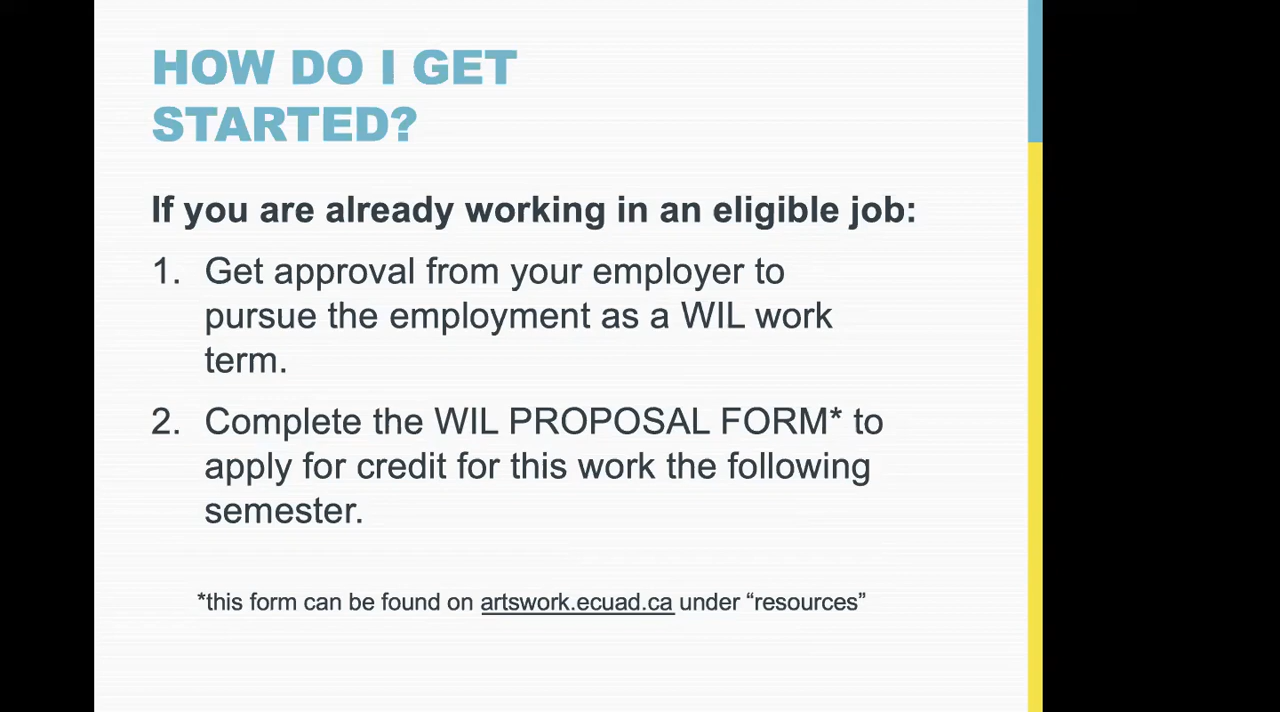 HOW DO I GET
STARTED?
If you are already working in an eligible job:
1. Get approval from your employer to
pursue the employment as a WIL work
term.
2. Complete the WIL PROPOSAL FORM* to
apply for credit for this work the following
semester.
*this form can be found on artswork.ecuad.ca under “resources”